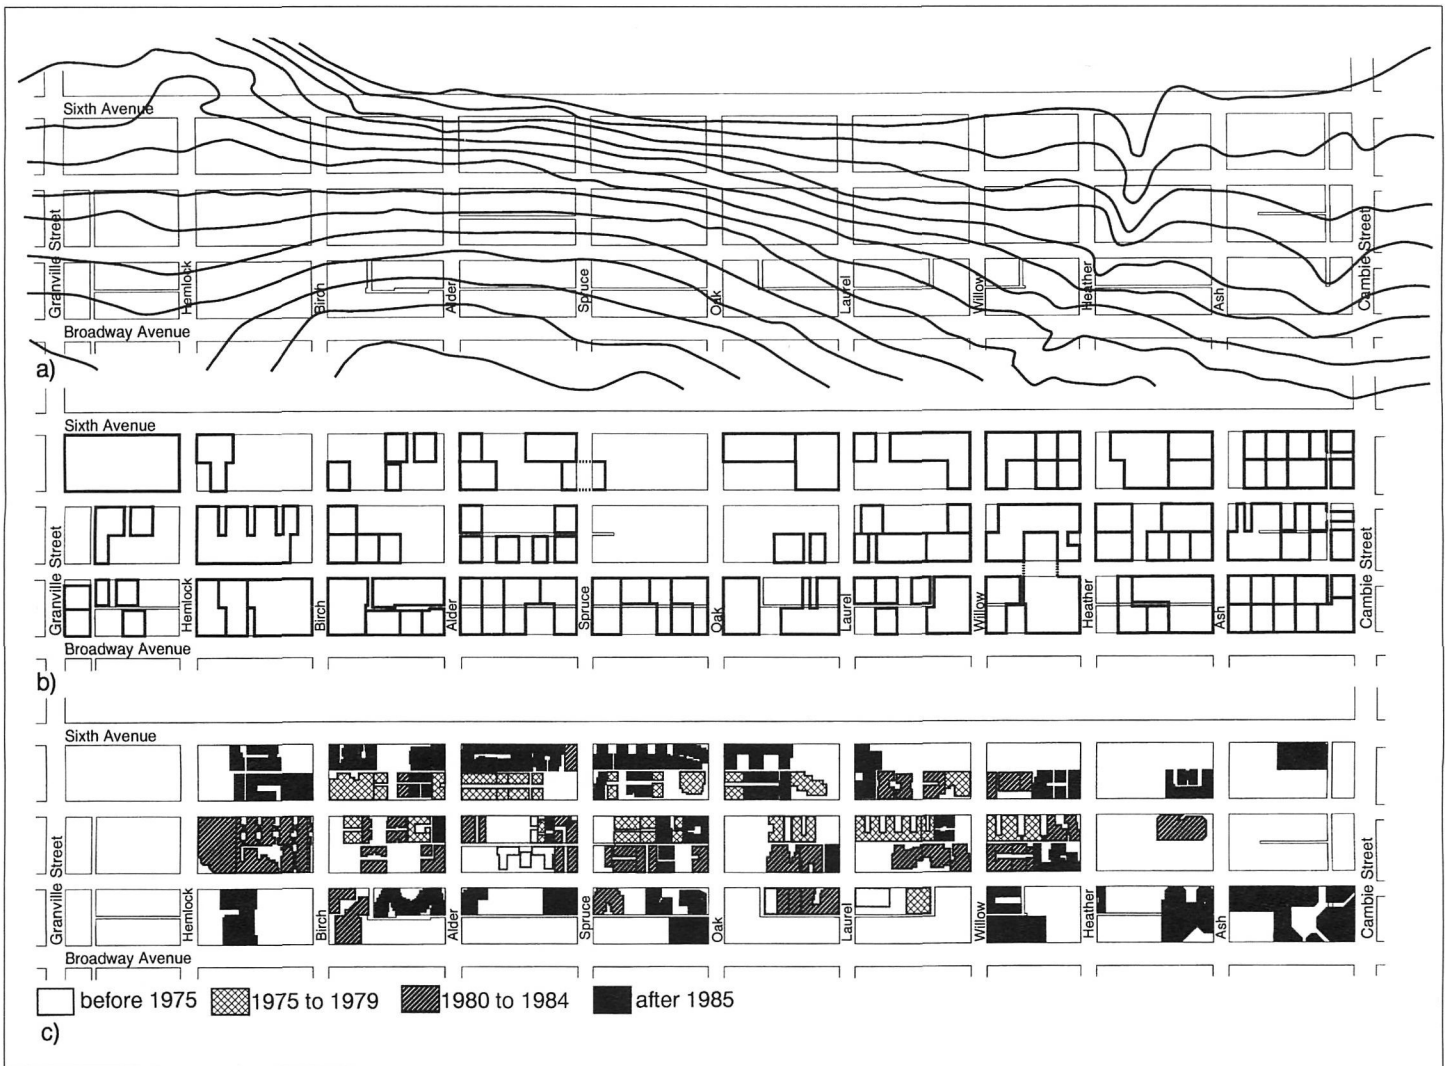 Sixth Avenue
Granville Street
Hemlock
Birch
Alder
Spruce
Oak
Laurel
Willow
Heather
Ash
Cambie Street
Broadway Avenue
a)
Sixth Avenue
Granville Street
Hemlock
Birch
Alder
Spruce
Oak
Laurel
Willow
Heather
Ash
Cambie Street
Broadway Avenue
b)
Sixth Avenue
Granville Street
Hemlock
Birch
Alder
Spruce
Oak
Laurel
Willow
Heather
Ash
Cambie Street
Broadway Avenue
before 1975
1975 to 1979
1980 to 1984
after 1985
c)